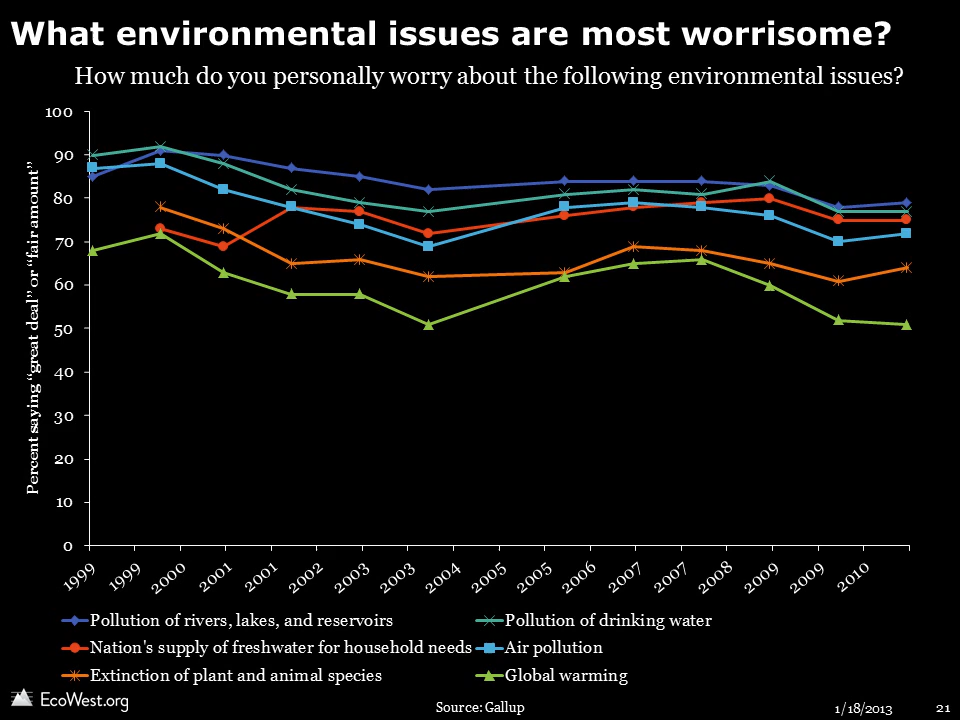 What environmental issues are most worrisome?
How much do you personally worry about the following environmental issues?
Percent saying “great deal” or “fair amount”
100
90
80
70
60
50
40
30
20
10
0
1999 1999 2000 2001 2001 2002 2003 2003 2004 2005 2005 2006 2007 2007 2008 2009 2009 2010
Pollution of rivers, lakes, and reservoirs Pollution of drinking water
Nation's supply of freshwater for household needs Air pollution
Extinction of plant and animal species Global warming
EcoWest.org Source: Gallup 1/18/2013 21